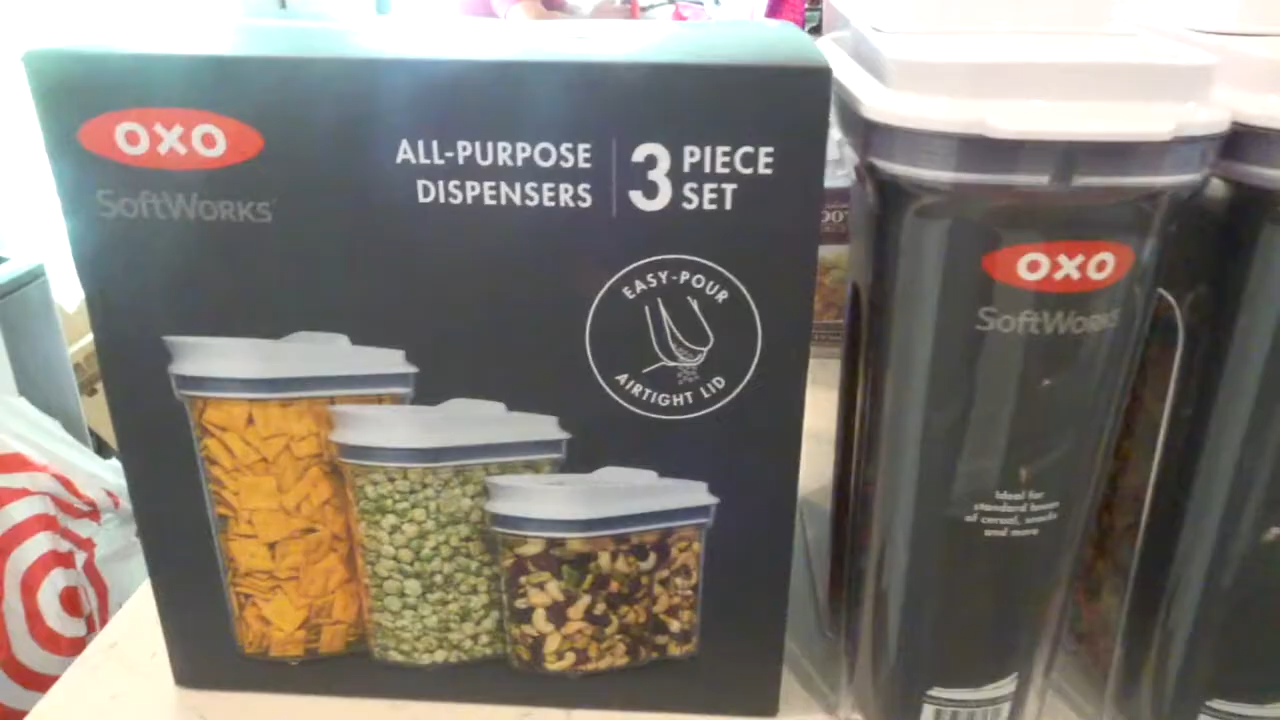 OXO
SoftWorks
ALL-PURPOSE
DISPENSERS
3 PIECE
SET
EASY-POUR
AIRTIGHT LID
OXO
SoftWorks
Ideal for
standard boxes
of cereal, snacks
and more